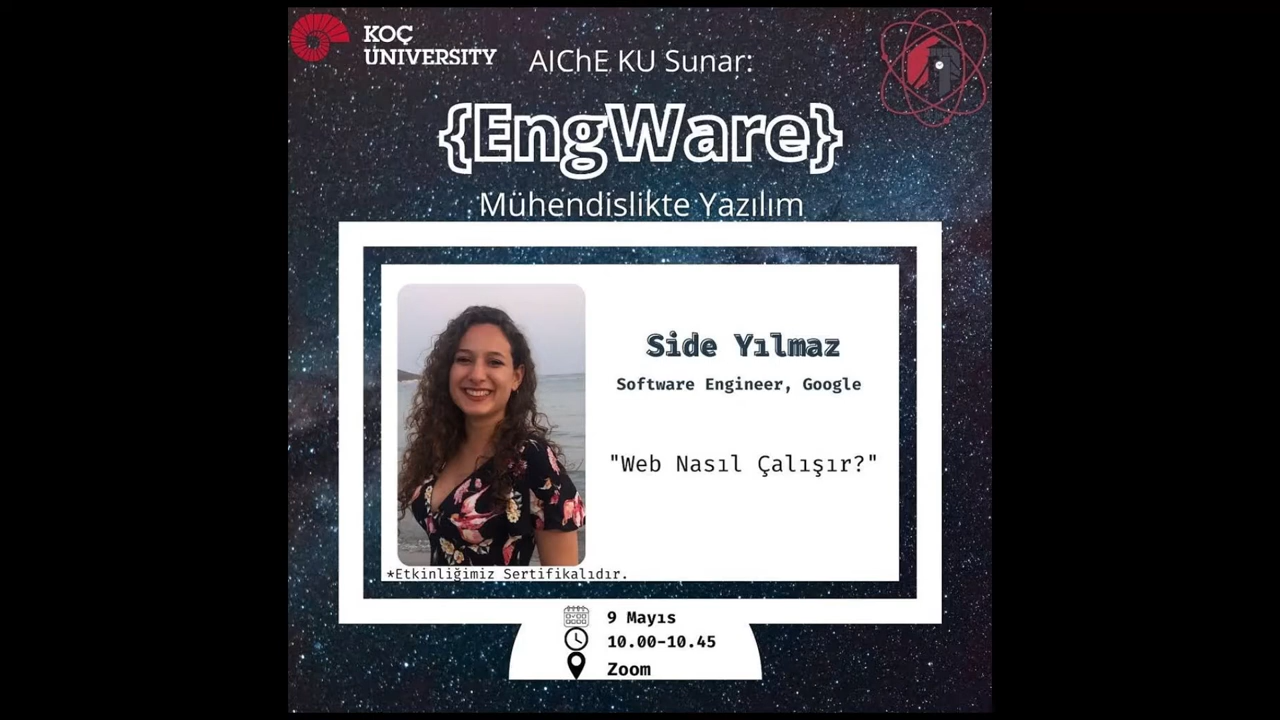 KOÇ
UNIVERSITY
AIChE KU Sunar:
{EngWare}
Mühendislikte Yazılım
Side Yılmaz
Software Engineer, Google
"Web Nasıl Çalışır?"
*Etkinliğimiz Sertifikalıdır.
9 Mayıs
10.00-10.45
Zoom